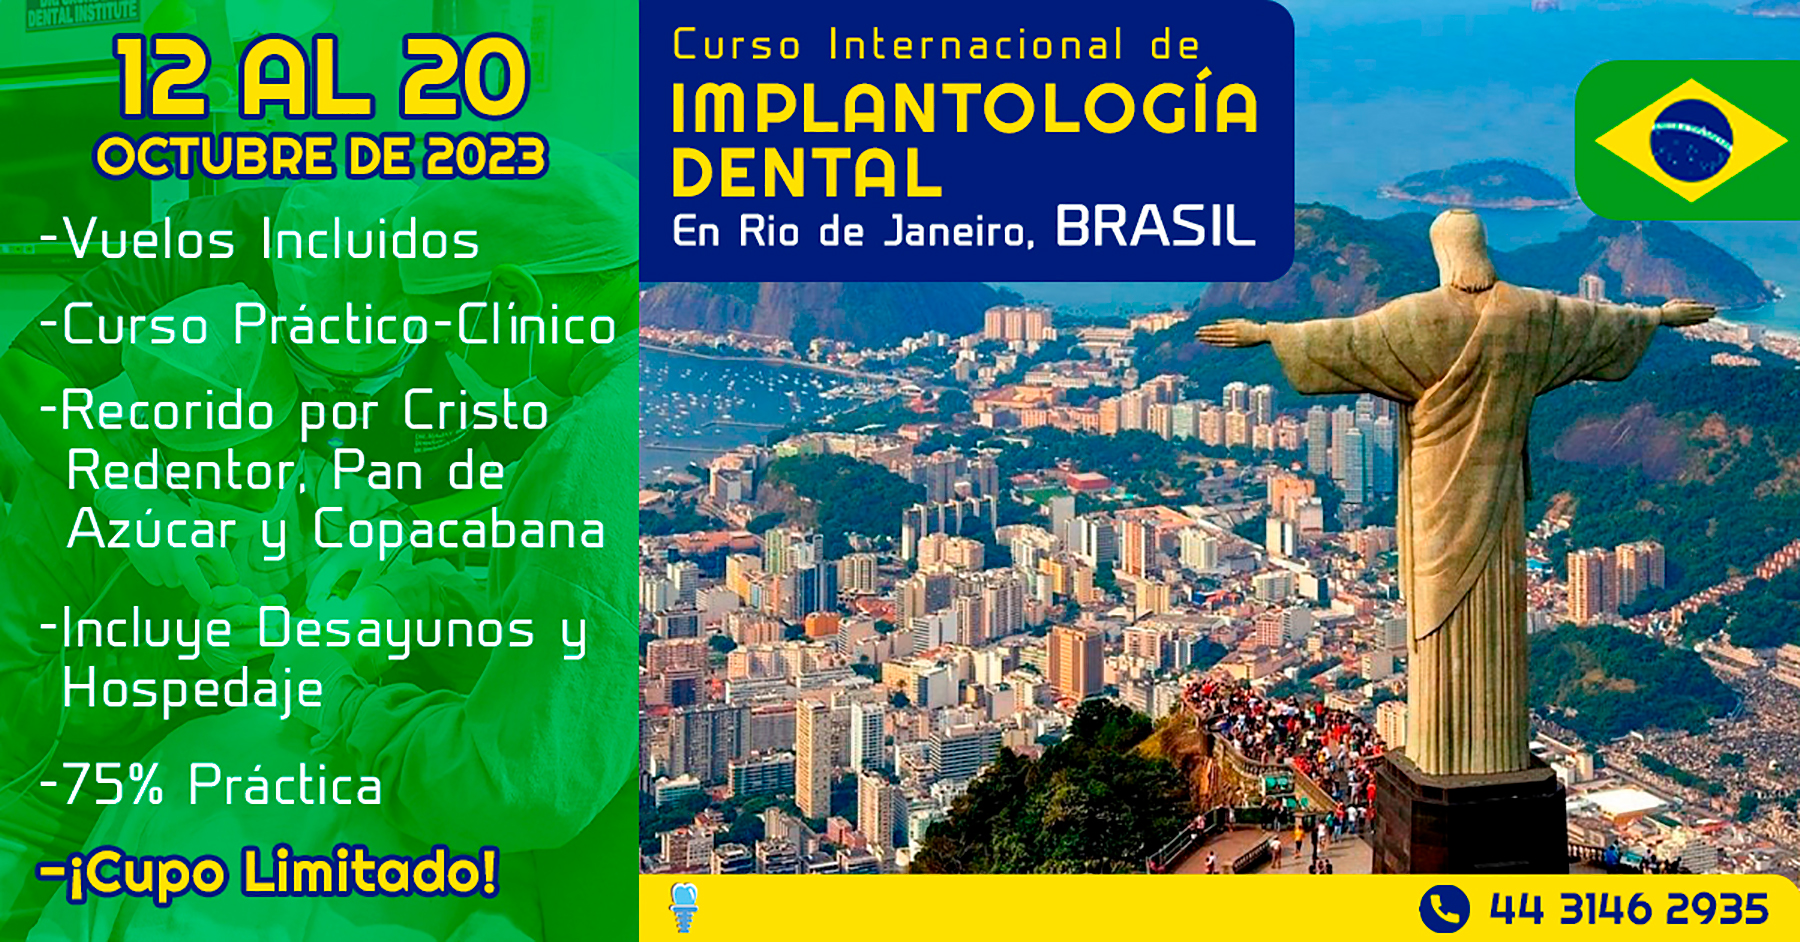 DENTAL INSTITUTE
12 AL 20
OCTUBRE DE 2023
-Vuelos Incluidos
-Curso Práctico-Clínico
-Recorido por Cristo
Redentor, Pan de
Azúcar y Copacabana
-Incluye Desayunos y
Hospedaje
-75% Práctica
-¡Cupo Limitado!
Curso Internacional de
IMPLANTOLOGÍA
DENTAL
En Rio de Janeiro, BRASIL
44 3146 2935